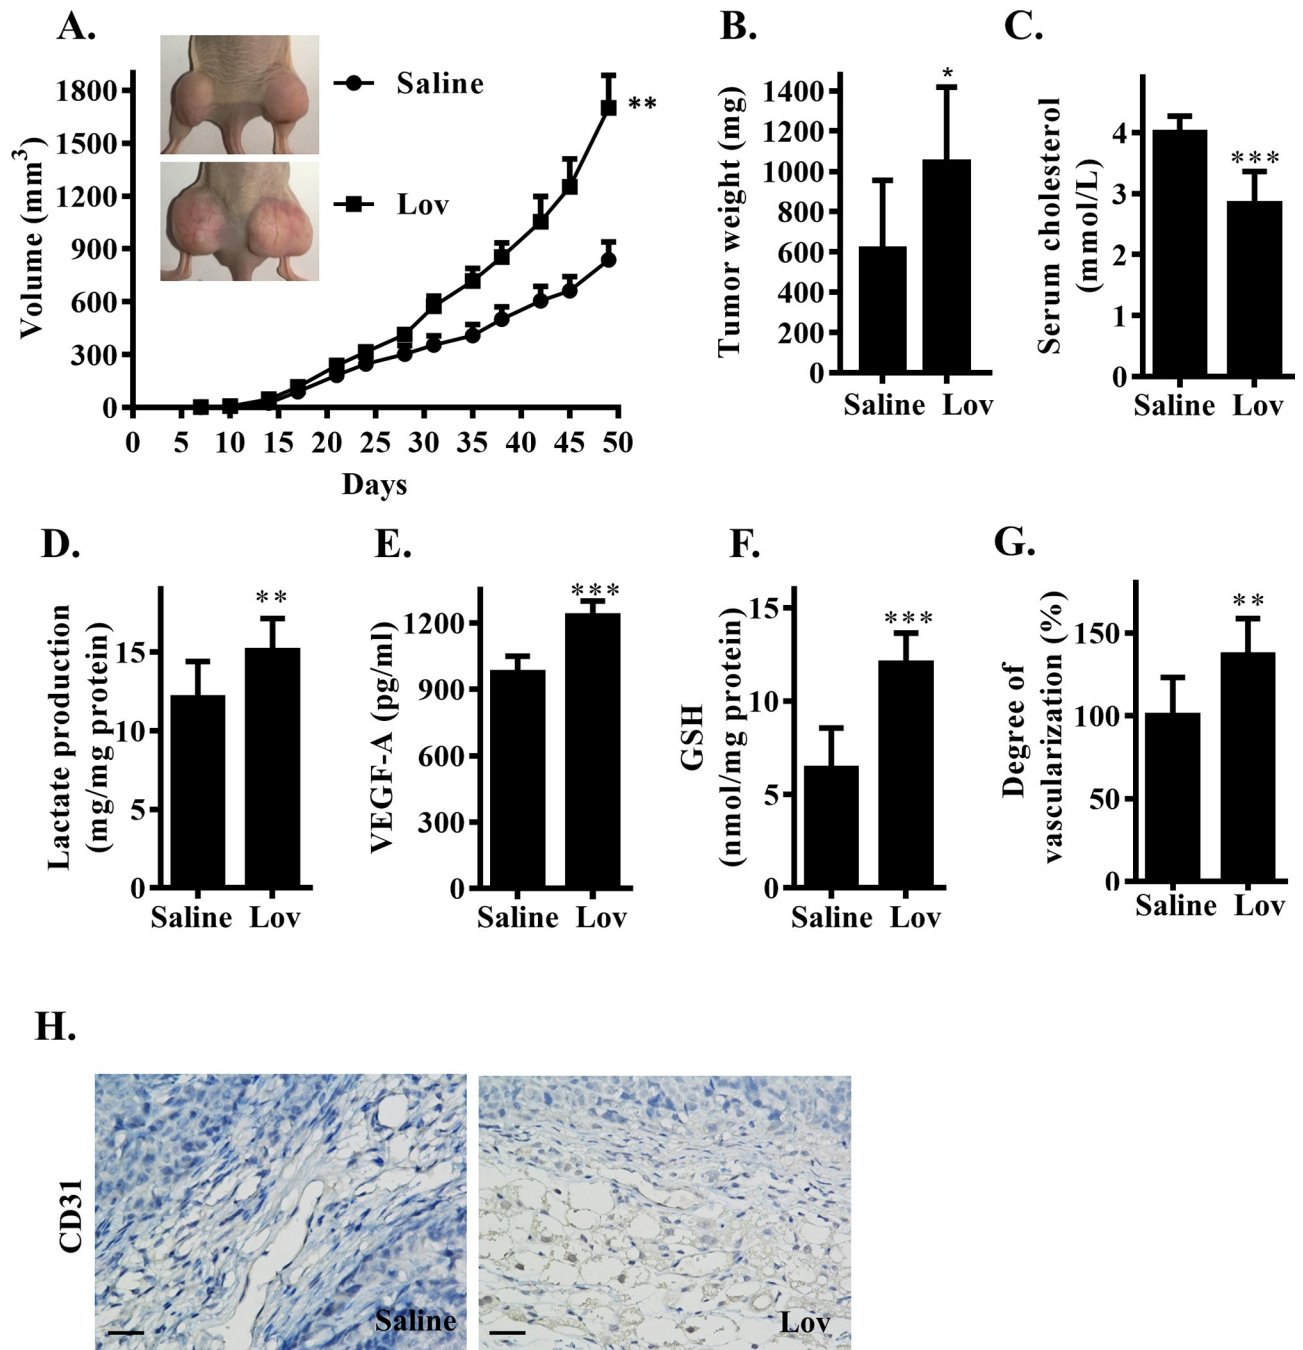 A.
Saline
Lov
**
Volume (mm³)
1800
1500
1200
900
600
300
0
0 5 10 15 20 25 30 35 40 45 50
Days
B.
*
Tumor weight (mg)
1400
1200
1000
800
600
400
200
0
Saline Lov
C.
***
Serum cholesterol
(mmol/L)
4
3
2
1
0
Saline Lov
D.
**
Lactate production
(mg/mg protein)
15
10
5
0
Saline Lov
E.
***
VEGF-A (pg/ml)
1200
900
600
300
0
Saline Lov
F.
***
GSH
(nmol/mg protein)
15
10
5
0
Saline Lov
G.
**
Degree of
vascularization (%)
150
100
50
0
Saline Lov
H.
CD31
Saline
Lov